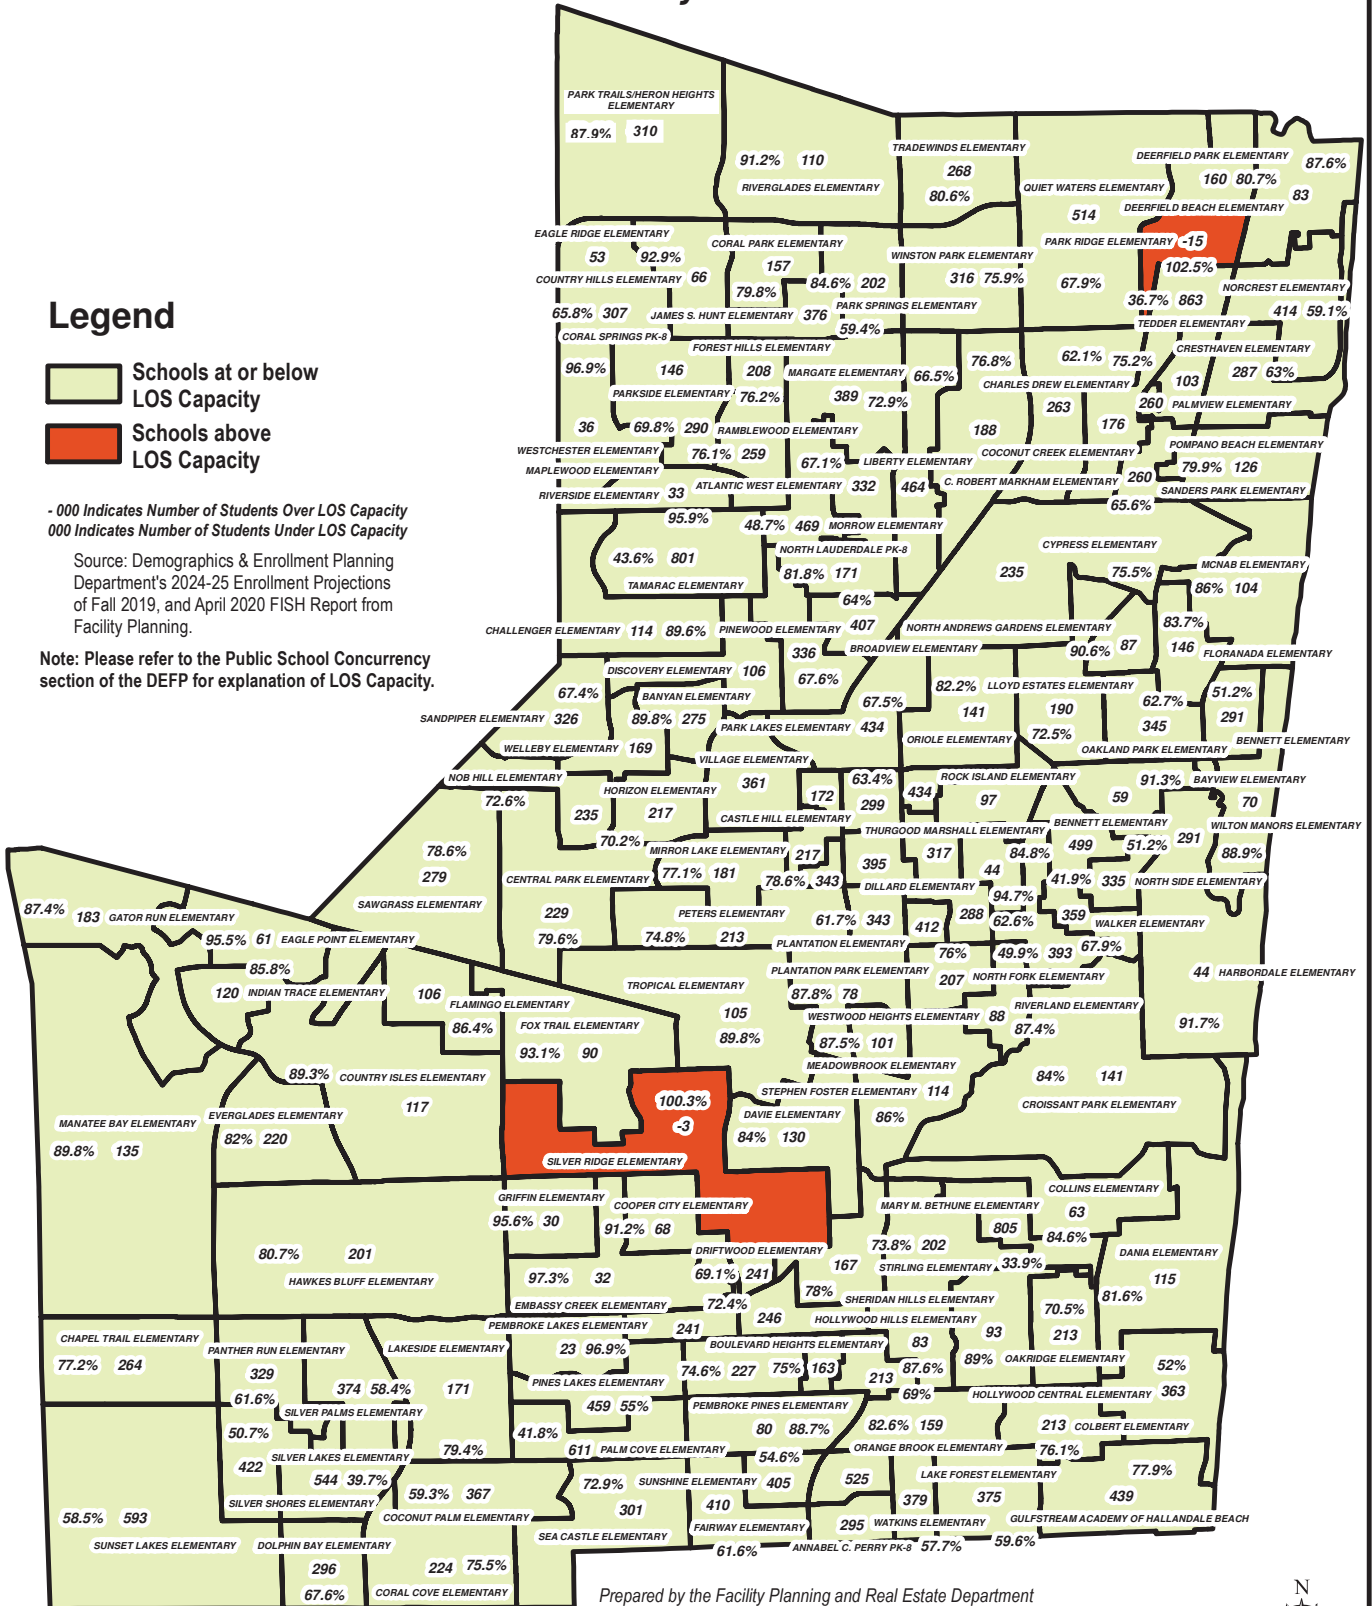 PARK TRAILS/HERON HEIGHTS
ELEMENTARY
87.9% 310
91.2% 110
RIVERGLADES ELEMENTARY
TRADEWINDS ELEMENTARY
268
80.6%
DEERFIELD PARK ELEMENTARY
87.6%
160 80.7%
83
QUIET WATERS ELEMENTARY
514
DEERFIELD BEACH ELEMENTARY
PARK RIDGE ELEMENTARY -15
102.5%
67.9%
EAGLE RIDGE ELEMENTARY
53 92.9%
CORAL PARK ELEMENTARY
157
79.8%
WINSTON PARK ELEMENTARY
316 75.9%
COUNTRY HILLS ELEMENTARY 66
84.6% 202
36.7% 863
NORCREST ELEMENTARY
414 59.1%
65.8% 307
JAMES S. HUNT ELEMENTARY 376
PARK SPRINGS ELEMENTARY
59.4%
TEDDER ELEMENTARY
Legend
Schools at or below
LOS Capacity
Schools above
LOS Capacity
- 000 Indicates Number of Students Over LOS Capacity
000 Indicates Number of Students Under LOS Capacity
Source: Demographics & Enrollment Planning
Department's 2024-25 Enrollment Projections
of Fall 2019, and April 2020 FISH Report from
Facility Planning.
Note: Please refer to the Public School Concurrency
section of the DEFP for explanation of LOS Capacity.
CORAL SPRINGS PK-8
FOREST HILLS ELEMENTARY
CRESTHAVEN ELEMENTARY
96.9% 146 208
MARGATE ELEMENTARY 66.5%
76.8% 62.1% 75.2%
287 63%
103
CHARLES DREW ELEMENTARY
PARKSIDE ELEMENTARY 76.2%
389 72.9%
263
260 PALMVIEW ELEMENTARY
36 69.8% 290 RAMBLEWOOD ELEMENTARY
188 176
WESTCHESTER ELEMENTARY
76.1% 259
COCONUT CREEK ELEMENTARY
POMPANO BEACH ELEMENTARY
79.9% 126
MAPLEWOOD ELEMENTARY
67.1% LIBERTY ELEMENTARY
RIVERSIDE ELEMENTARY 33
ATLANTIC WEST ELEMENTARY 332 464
C. ROBERT MARKHAM ELEMENTARY 260
SANDERS PARK ELEMENTARY
65.6%
95.9%
48.7% 469 MORROW ELEMENTARY
43.6% 801
TAMARAC ELEMENTARY
NORTH LAUDERDALE PK-8
81.8% 171
64%
CYPRESS ELEMENTARY
235 75.5%
MCNAB ELEMENTARY
86% 104
CHALLENGER ELEMENTARY 114 89.6%
PINEWOOD ELEMENTARY 407
NORTH ANDREWS GARDENS ELEMENTARY
83.7%
336
BROADVIEW ELEMENTARY
90.6% 87
146 FLORANADA ELEMENTARY
DISCOVERY ELEMENTARY 106
67.6%
67.4%
BANYAN ELEMENTARY
82.2% LLOYD ESTATES ELEMENTARY
62.7% 51.2%
SANDPIPER ELEMENTARY 326
89.8% 275
67.5%
PARK LAKES ELEMENTARY 434
141 190 345 291
WELLEBY ELEMENTARY 169
ORIOLE ELEMENTARY 72.5%
OAKLAND PARK ELEMENTARY
BENNETT ELEMENTARY
VILLAGE ELEMENTARY
NOB HILL ELEMENTARY
72.6%
HORIZON ELEMENTARY
361
63.4%
ROCK ISLAND ELEMENTARY
91.3% BAYVIEW ELEMENTARY
172 299 434 97 59 70
235 217
CASTLE HILL ELEMENTARY
THURGOOD MARSHALL ELEMENTARY
BENNETT ELEMENTARY
WILTON MANORS ELEMENTARY
70.2%
MIRROR LAKE ELEMENTARY 217
317 84.8% 499 51.2% 291
88.9%
78.6%
279
SAWGRASS ELEMENTARY
CENTRAL PARK ELEMENTARY
77.1% 181
78.6% 343
395 44
DILLARD ELEMENTARY 94.7%
41.9% 335 NORTH SIDE ELEMENTARY
229
79.6%
PETERS ELEMENTARY
74.8% 213
61.7% 343 412 288 62.6%
359
WALKER ELEMENTARY
PLANTATION ELEMENTARY
76% 49.9% 393 67.9%
87.4% 183 GATOR RUN ELEMENTARY
95.5% 61 EAGLE POINT ELEMENTARY
85.8%
120 INDIAN TRACE ELEMENTARY
106
FLAMINGO ELEMENTARY
86.4%
FOX TRAIL ELEMENTARY
93.1% 90
TROPICAL ELEMENTARY
105
89.8%
PLANTATION PARK ELEMENTARY
87.8% 78
207 NORTH FORK ELEMENTARY
44 HARBORDALE ELEMENTARY
91.7%
WESTWOOD HEIGHTS ELEMENTARY 88
RIVERLAND ELEMENTARY
87.4%
87.5% 101
MEADOWBROOK ELEMENTARY
89.3% COUNTRY ISLES ELEMENTARY
117
100.3%
-3
STEPHEN FOSTER ELEMENTARY 114
86%
84% 141
CROISSANT PARK ELEMENTARY
MANATEE BAY ELEMENTARY
89.8% 135
EVERGLADES ELEMENTARY
82% 220
DAVIE ELEMENTARY
84% 130
SILVER RIDGE ELEMENTARY
GRIFFIN ELEMENTARY
95.6% 30
COOPER CITY ELEMENTARY
91.2% 68
MARY M. BETHUNE ELEMENTARY
805
COLLINS ELEMENTARY
63
84.6%
80.7% 201
HAWKES BLUFF ELEMENTARY
DRIFTWOOD ELEMENTARY
69.1% 241
167
73.8% 202
STIRLING ELEMENTARY 33.9%
DANIA ELEMENTARY
115
81.6%
97.3% 32
EMBASSY CREEK ELEMENTARY
72.4%
78%
SHERIDAN HILLS ELEMENTARY
70.5%
213
CHAPEL TRAIL ELEMENTARY
77.2% 264
PANTHER RUN ELEMENTARY
329
61.6%
LAKESIDE ELEMENTARY
PEMBROKE LAKES ELEMENTARY
23 96.9%
241 246
HOLLYWOOD HILLS ELEMENTARY
83 93
BOULEVARD HEIGHTS ELEMENTARY
89% OAKRIDGE ELEMENTARY
52%
363
374 58.4% 171
PINES LAKES ELEMENTARY
74.6% 227 75% 163
213 87.6%
69%
459 55%
HOLLYWOOD CENTRAL ELEMENTARY
SILVER PALMS ELEMENTARY
PEMBROKE PINES ELEMENTARY
50.7%
41.8%
80 88.7%
82.6% 159
213 COLBERT ELEMENTARY
422
SILVER LAKES ELEMENTARY
79.4%
611 PALM COVE ELEMENTARY
54.6%
ORANGE BROOK ELEMENTARY
76.1%
544 39.7%
72.9% SUNSHINE ELEMENTARY 405
525
LAKE FOREST ELEMENTARY
77.9%
SILVER SHORES ELEMENTARY
59.3% 367
301 410
379 375 439
58.5% 593
COCONUT PALM ELEMENTARY
SEA CASTLE ELEMENTARY
FAIRWAY ELEMENTARY
295 WATKINS ELEMENTARY
GULFSTREAM ACADEMY OF HALLANDALE BEACH
SUNSET LAKES ELEMENTARY
DOLPHIN BAY ELEMENTARY
61.6%
ANNABEL C. PERRY PK-8 57.7%
59.6%
296
67.6%
224 75.5%
CORAL COVE ELEMENTARY
Prepared by the Facility Planning and Real Estate Department
N